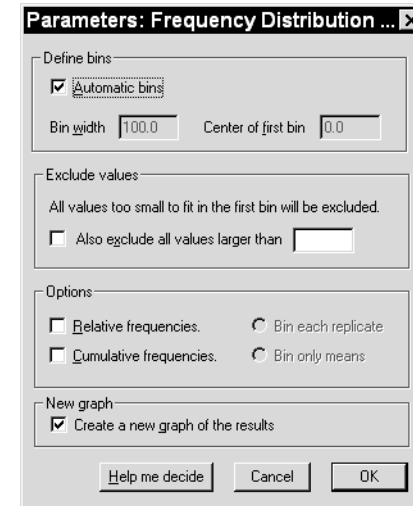 Parameters: Frequency Distribution ...
Define bins
Automatic bins
Bin width 100.0 Center of first bin 0.0
Exclude values
All values too small to fit in the first bin will be excluded.
Also exclude all values larger than
Options
Relative frequencies. Bin each replicate
Cumulative frequencies. Bin only means
New graph
Create a new graph of the results
Help me decide Cancel OK